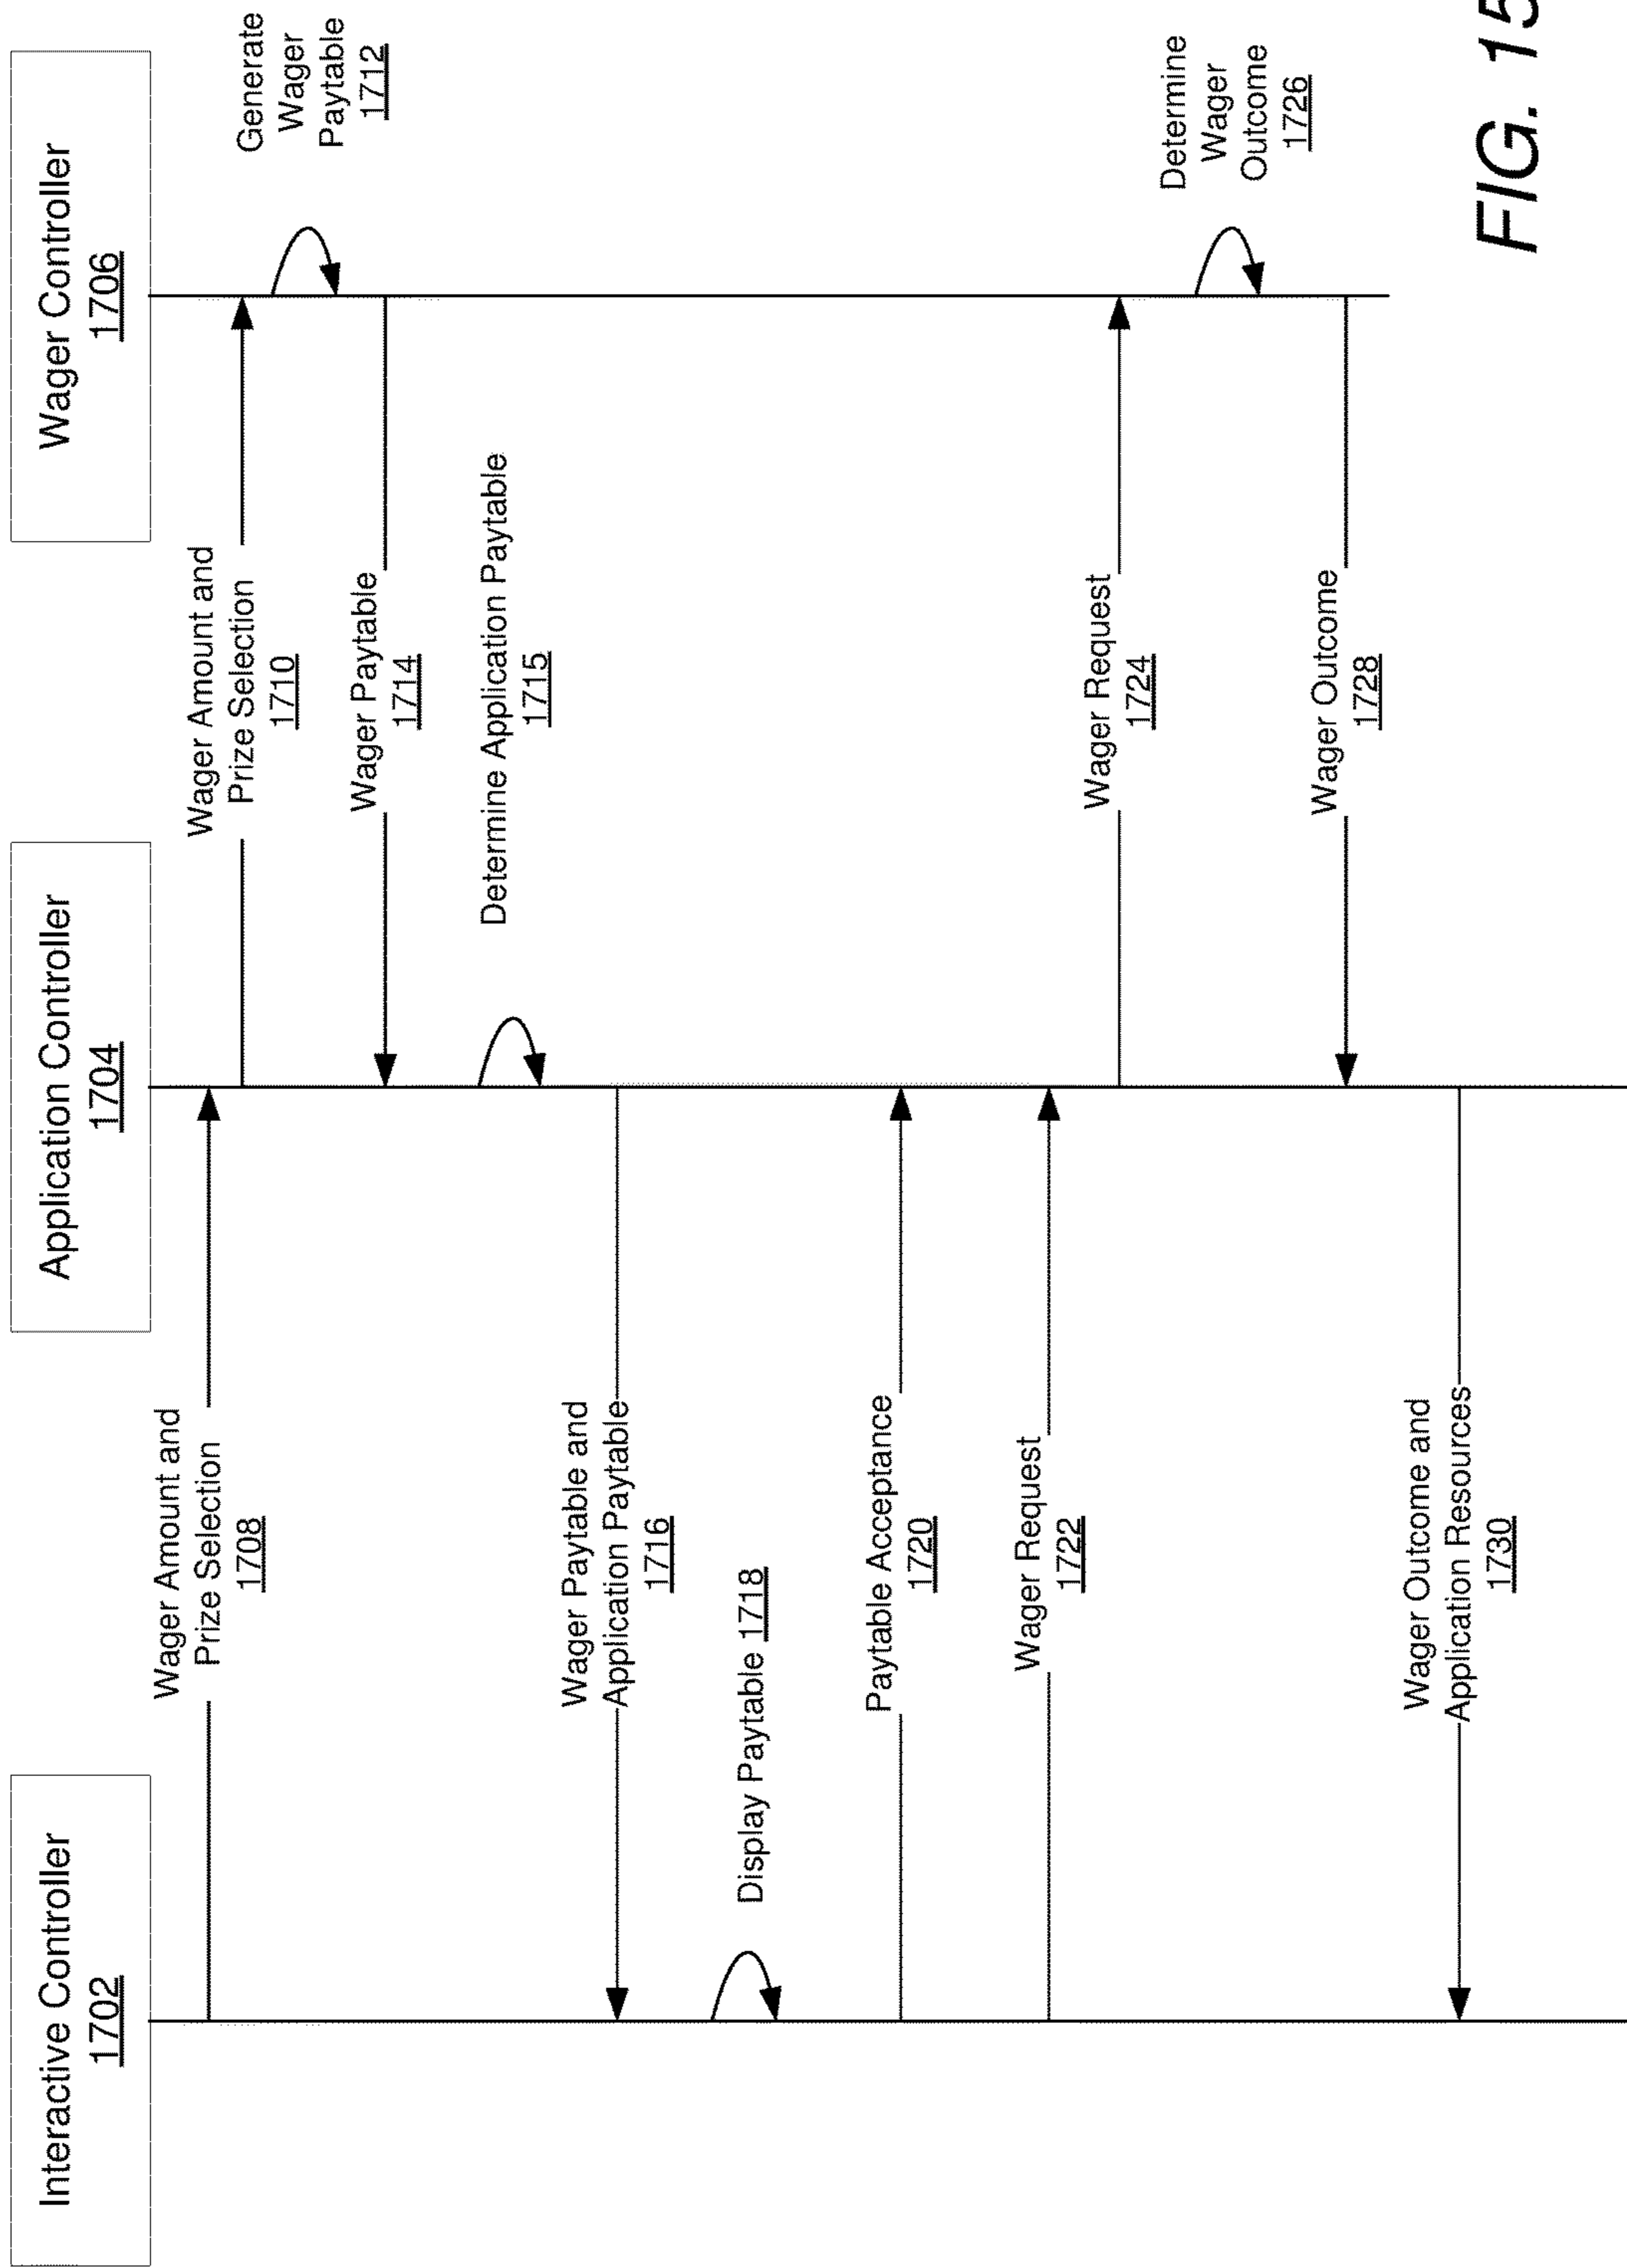 Interactive Controller
1702
Application Controller
1704
Wager Controller
1706
Wager Amount and
Prize Selection
1708
Wager Amount and
Prize Selection
1710
Generate
Wager
Paytable
1712
Wager Paytable
1714
Determine Application Paytable
1715
Wager Paytable and
Application Paytable
1716
Display Paytable 1718
Paytable Acceptance
1720
Wager Request
1722
Wager Request
1724
Determine
Wager
Outcome
1726
Wager Outcome
1728
Wager Outcome and
Application Resources
1730
FIG. 15